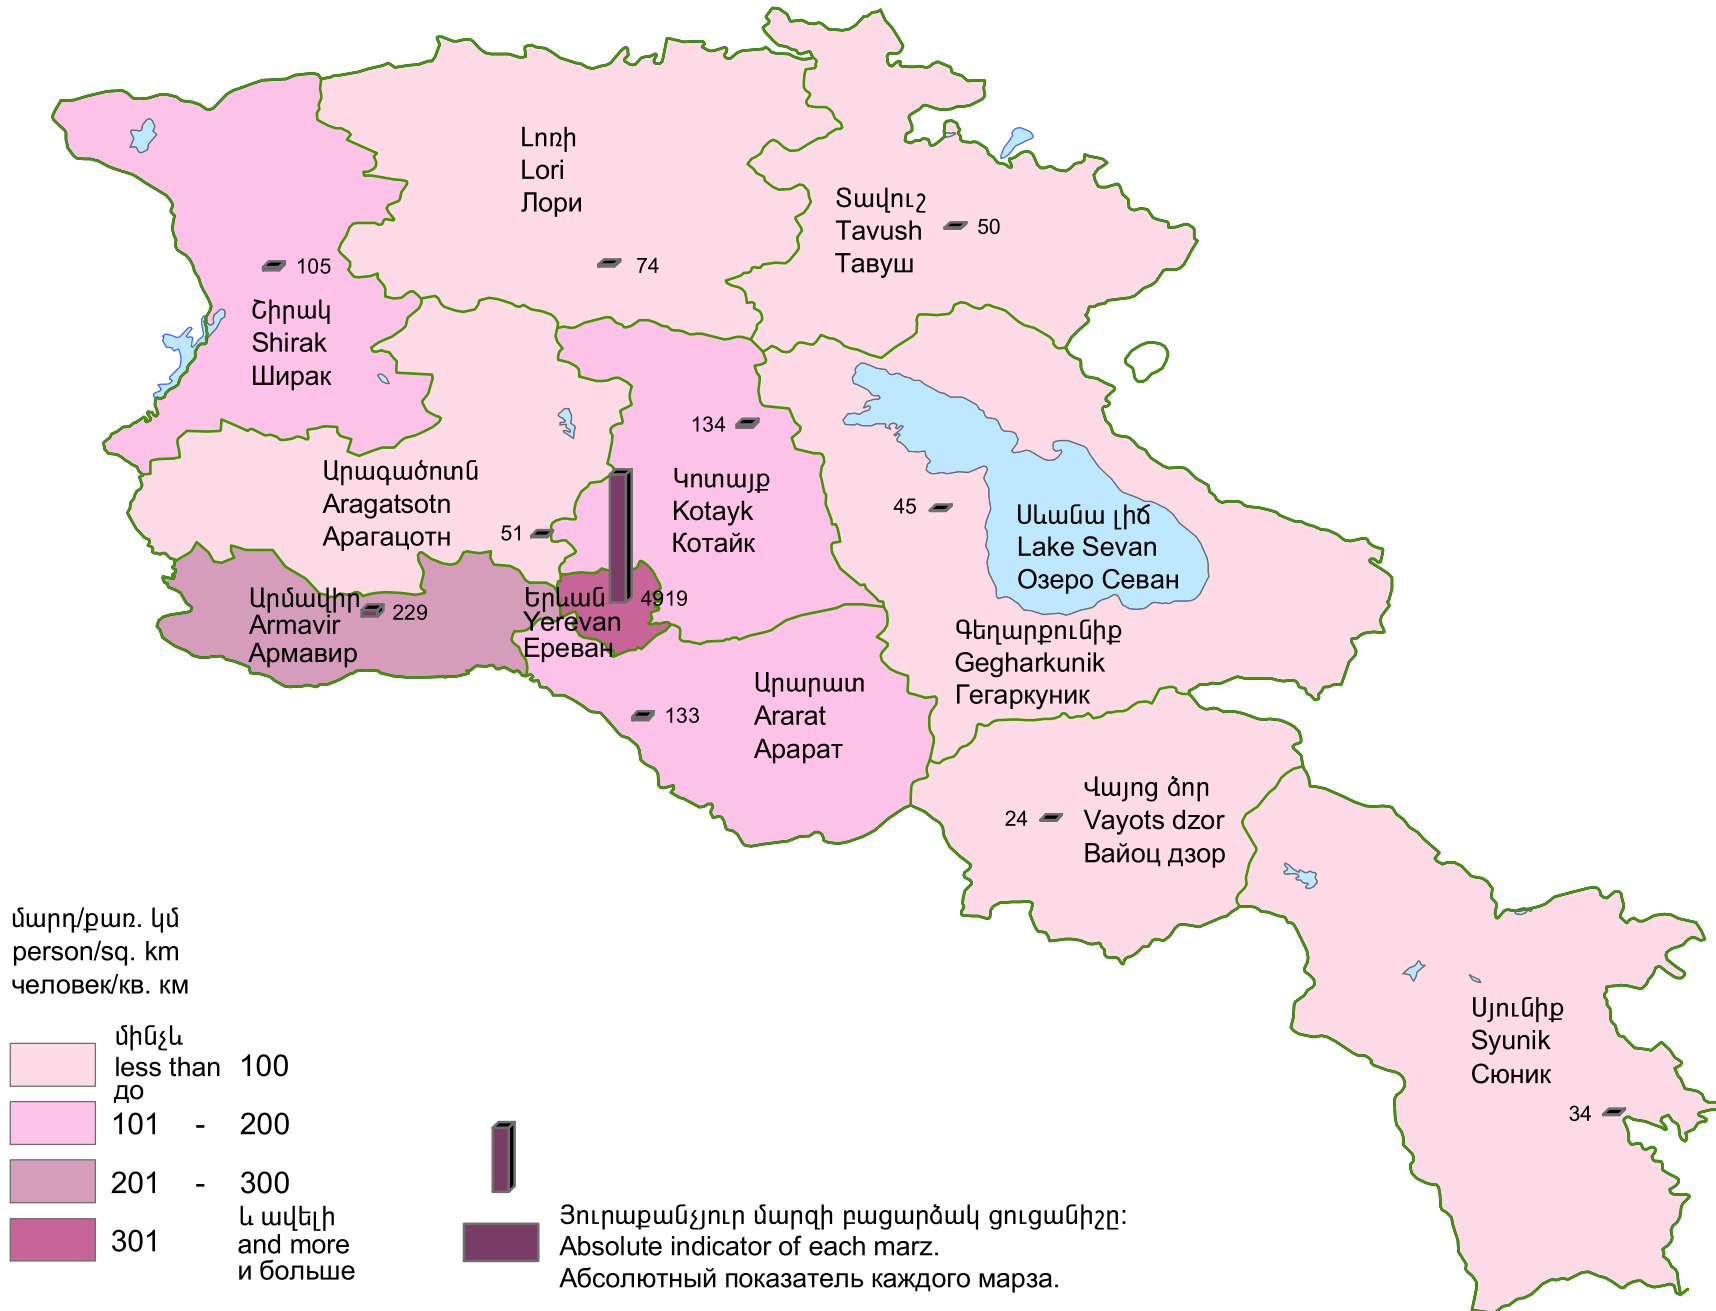 Լոռի
Lori
Лори
74
Տավուշ
Tavush
Тавуш
50
105
Շիրակ
Shirak
Ширак
134
Կոտայք
Kotayk
Котайк
Արագածոտն
Aragatsotn
Арагацотн
51
45
Սևանա լիճ
Lake Sevan
Озеро Севан
Արմավիր
Armavir
Армавир
229
Երևան
Yerevan
Ереван
4919
Գեղարքունիք
Gegharkunik
Гегаркуник
Արարատ
Ararat
Арарат
133
Վայոց ձոր
Vayots dzor
Вайоц дзор
24
Սյունիք
Syunik
Сюник
34
մարդ/քառ. կմ
person/sq. km
человек/кв. км
մինչև
less than 100
до
101 - 200
201 - 300
և ավելի
301 and more
и больше
Յուրաքանչյուր մարզի բացարձակ ցուցանիշը:
Absolute indicator of each marz.
Абсолютный показатель каждого марза.